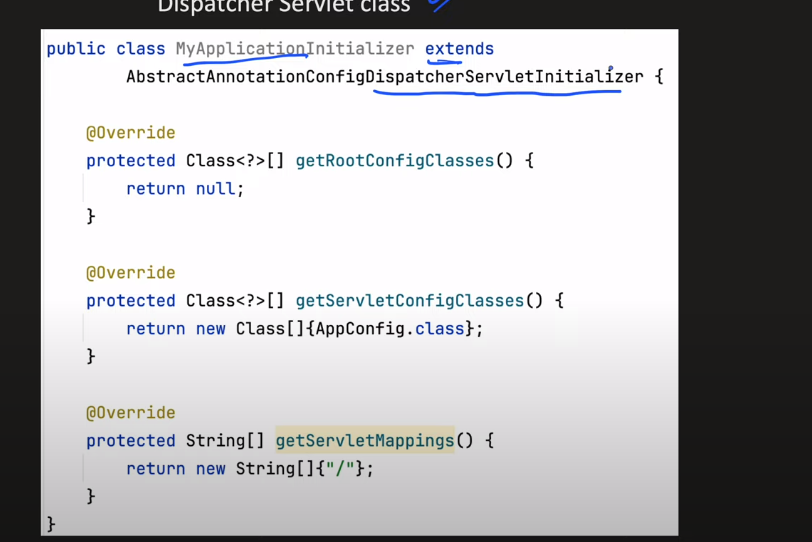 Dispatcher Servlet class
public class MyApplicationInitializer extends
AbstractAnnotationConfigDispatcherServletInitializer {
@Override
protected Class<?>[] getRootConfigClasses() {
return null;
}
@Override
protected Class<?>[] getServletConfigClasses() {
return new Class[]{AppConfig.class};
}
@Override
protected String[] getServletMappings() {
return new String[]{"/"};
}
}